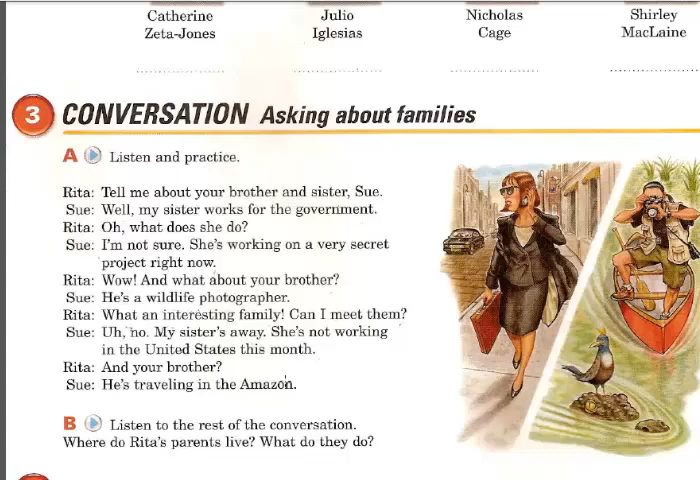 Catherine Julio Nicholas Shirley
Zeta-Jones Iglesias Cage MacLaine
3 CONVERSATION Asking about families
A Listen and practice.
Rita: Tell me about your brother and sister, Sue.
Sue: Well, my sister works for the government.
Rita: Oh, what does she do?
Sue: I'm not sure. She's working on a very secret
project right now.
Rita: Wow! And what about your brother?
Sue: He's a wildlife photographer.
Rita: What an interesting family! Can I meet them?
Sue: Uh, no. My sister's away. She's not working
in the United States this month.
Rita: And your brother?
Sue: He's traveling in the Amazon.
B Listen to the rest of the conversation.
Where do Rita's parents live? What do they do?